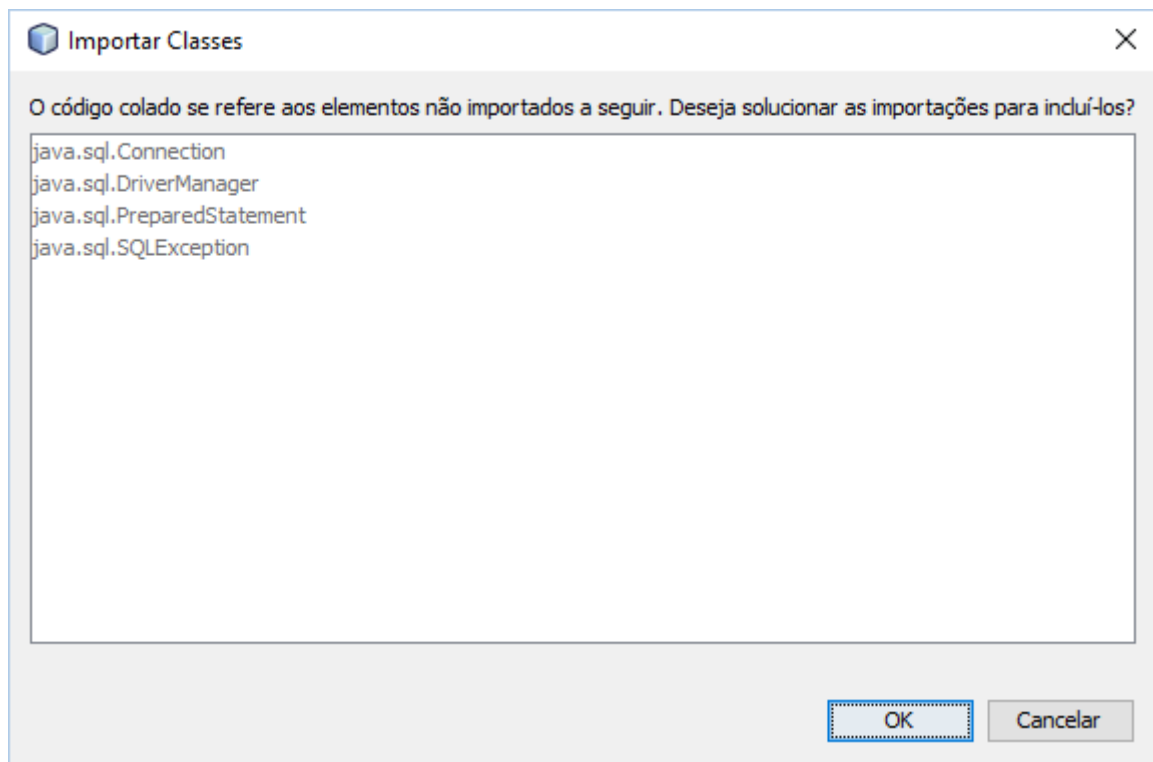 Importar Classes
O código colado se refere aos elementos não importados a seguir. Deseja solucionar as importações para incluí-los?
java.sql.Connection
java.sql.DriverManager
java.sql.PreparedStatement
java.sql.SQLException
OK
Cancelar